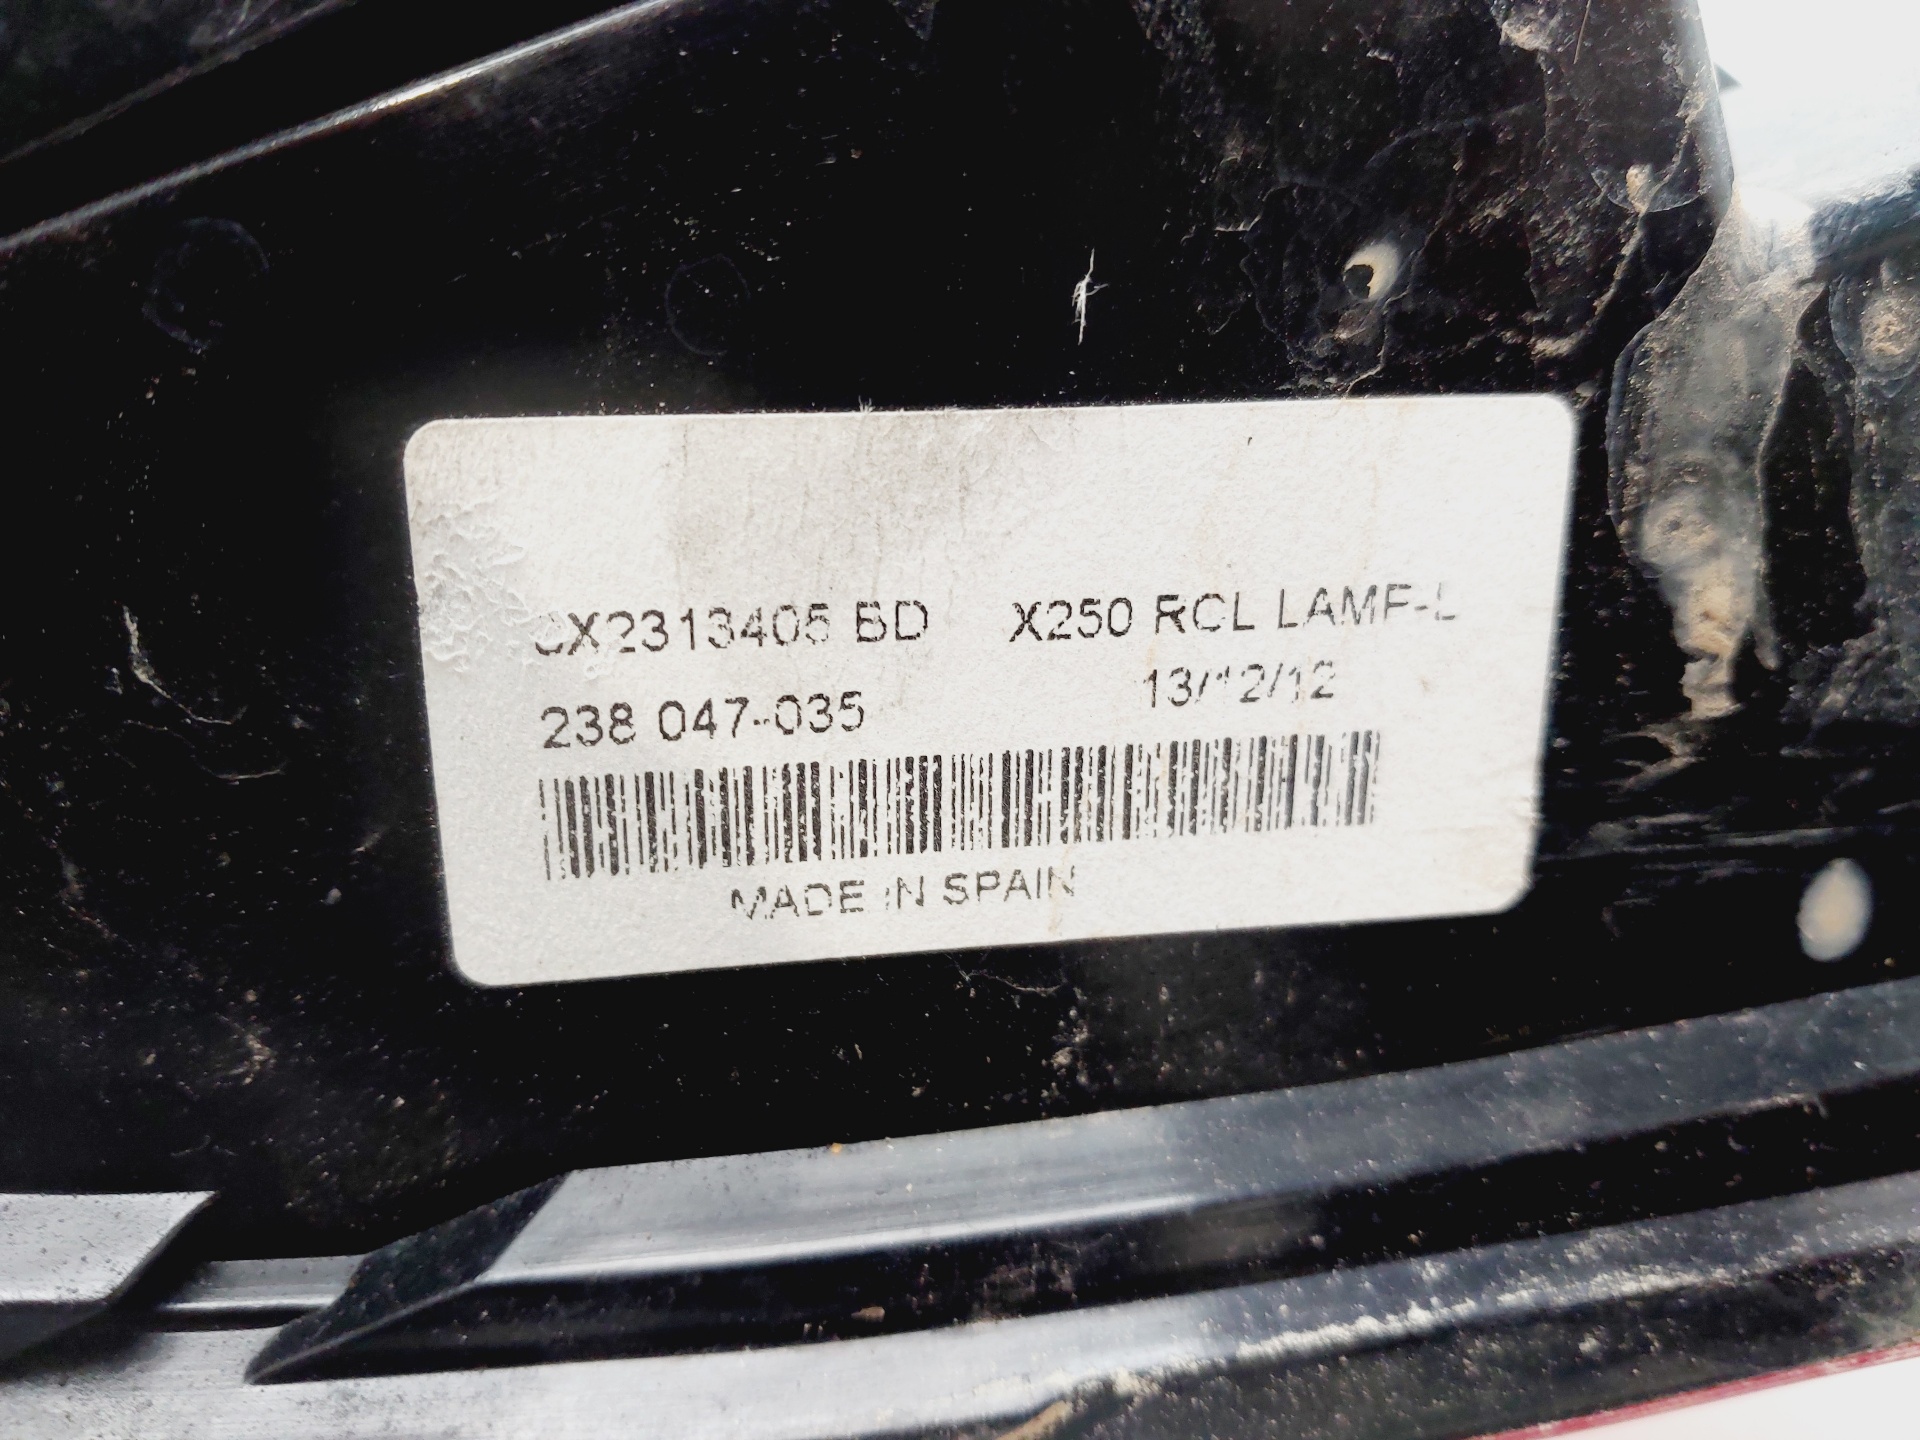 CX2313405 BD X250 RCL LAMP-L
238 047-035 13/12/12
MADE IN SPAIN